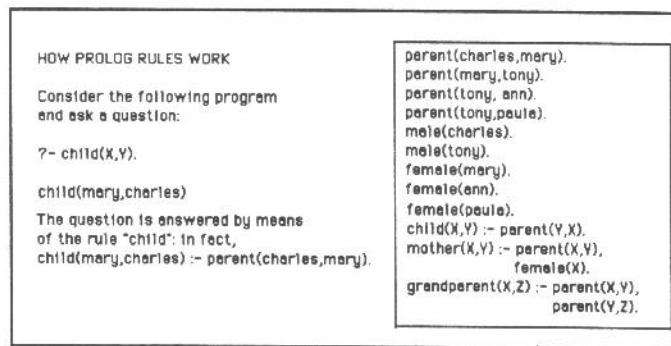 HOW PROLOG RULES WORK
Consider the following program
and ask a question:
?- child(X,Y).
child(mary,charles)
The question is answered by means
of the rule "child": in fact,
child(mary,charles) :- parent(charles,mary).
parent(charles,mary).
parent(mary,tony).
parent(tony, ann).
parent(tony,paula).
male(charles).
male(tony).
female(mary).
female(ann).
female(paula).
child(X,Y) :- parent(Y,X).
mother(X,Y) :- parent(X,Y),
female(X).
grandparent(X,Z) :- parent(X,Y),
parent(Y,Z).